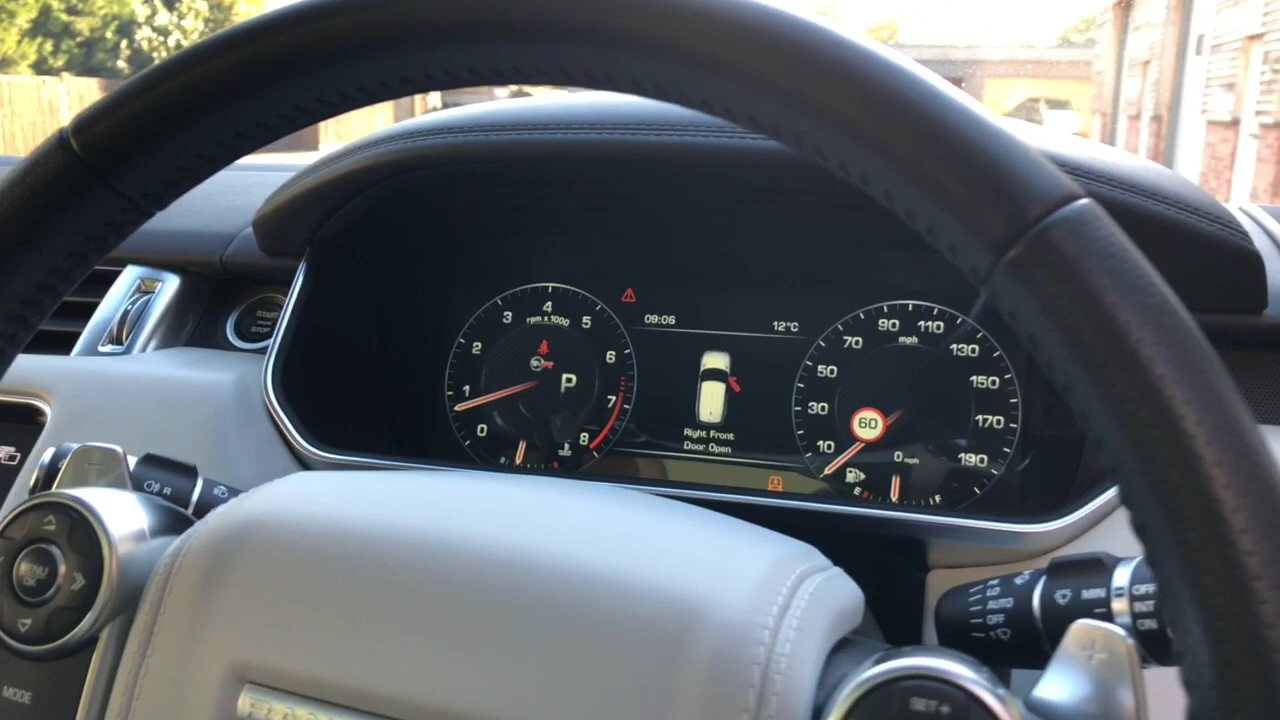 START
STOP
1
2
3
4
5
6
7
8
0
rpm x 1000
P
09:06
12°C
Right Front
Door Open
10
30
50
70
90
110
130
150
170
190
mph
60
0 mph
E
F
MENU
OK
MODE
R
LO
AUTO
OFF
1
MIN
OFF
INT
ON
SET+